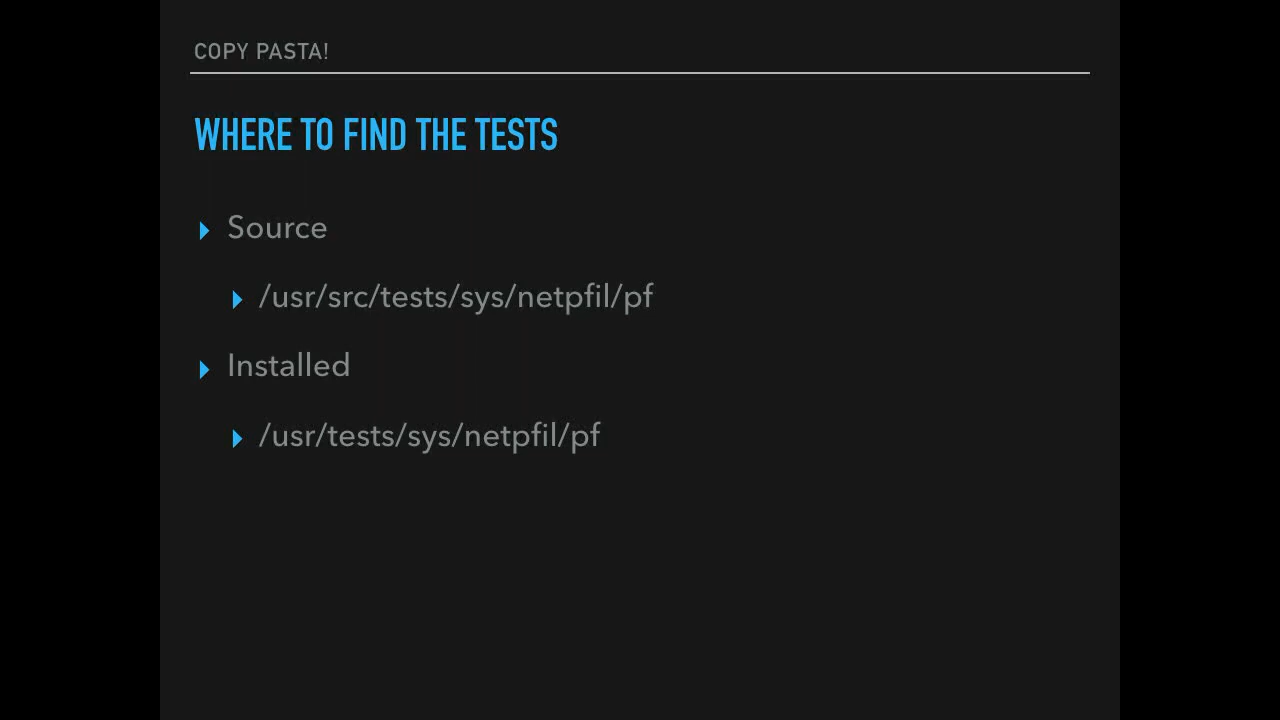 COPY PASTA!
WHERE TO FIND THE TESTS
Source
/usr/src/tests/sys/netpfil/pf
Installed
/usr/tests/sys/netpfil/pf